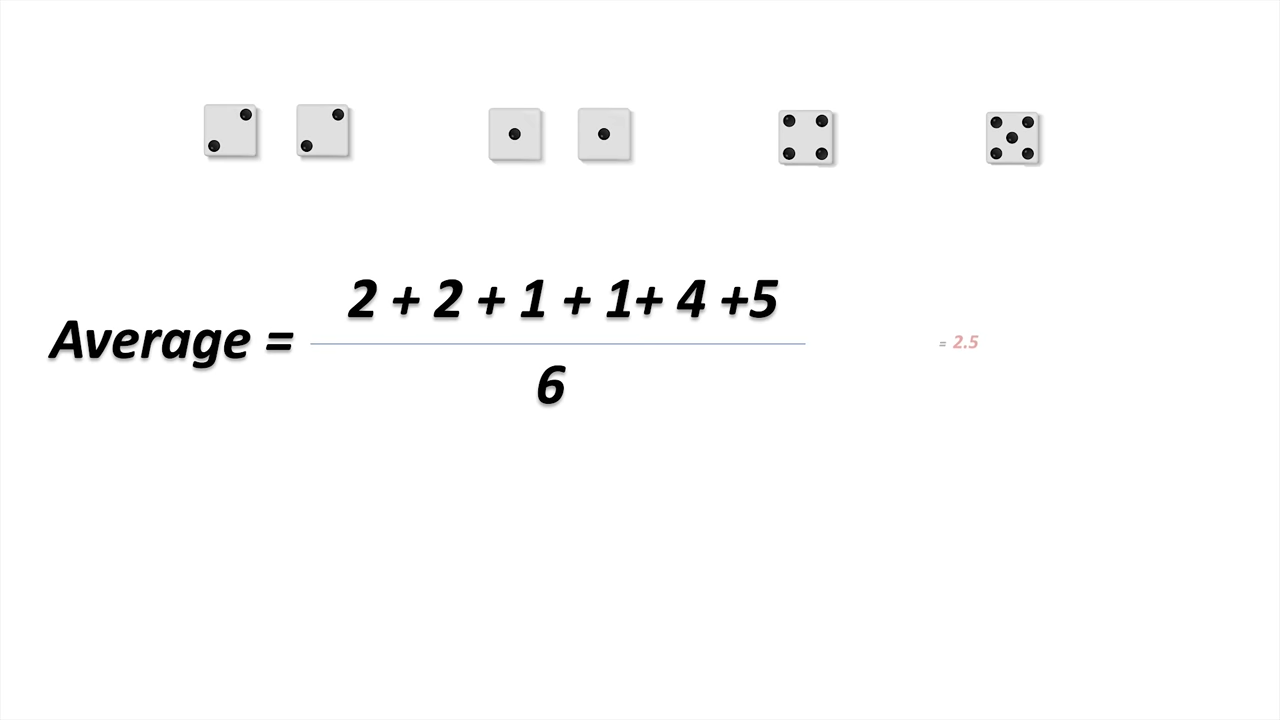 2 + 2 + 1 + 1+ 4 +5
Average =
= 2.5
6